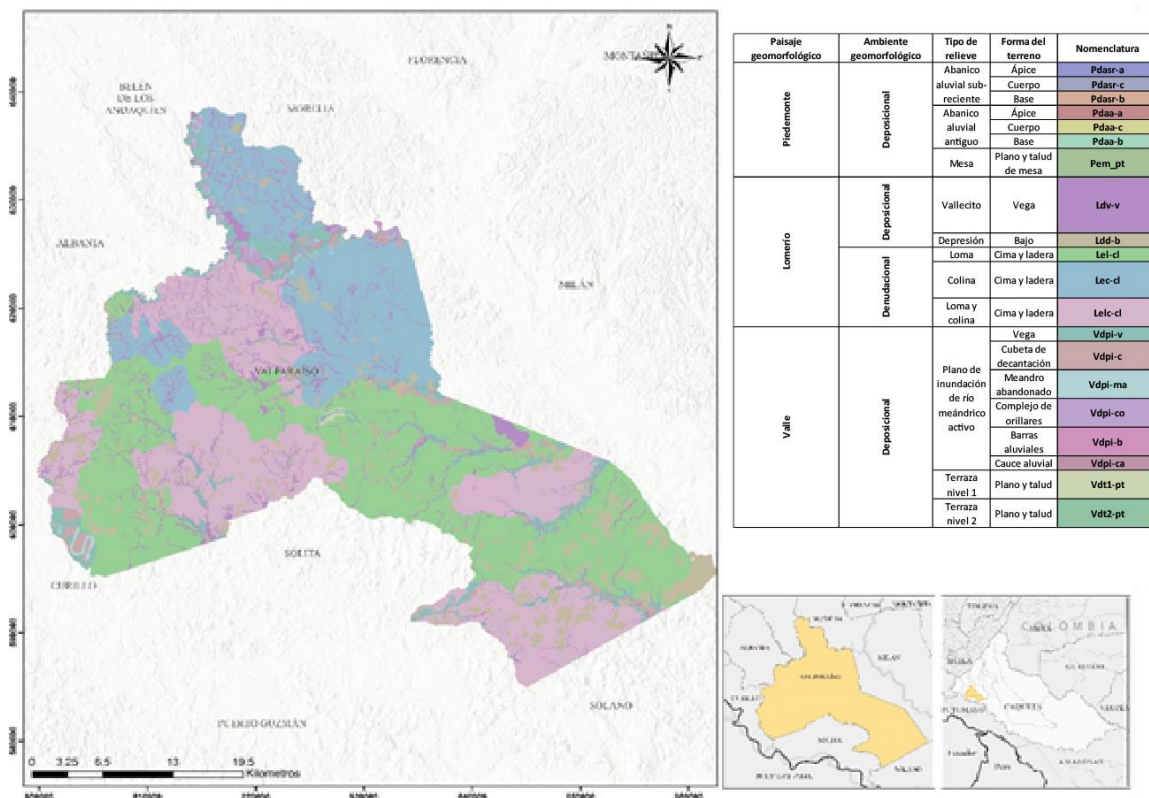 N
FLORENCIA
BELÉN
DE LOS
ANDAQUÍES
MORELIA
ALBANIA
MILÁN
VALPARAÍSO
SOLITA
CURILLO
SOLANO
PUERTO GUZMÁN
0 3.25 6.5 13 19.5
Kilometros
Paisaje geomorfológico Ambiente geomorfológico Tipo de relieve Forma del terreno Nomenclatura
Piedemonte Deposicional Abanico aluvial sub-reciente Ápice Pdasr-a
Cuerpo Pdasr-c
Base Pdasr-b
Abanico aluvial antiguo Ápice Pdaa-a
Cuerpo Pdaa-c
Base Pdaa-b
Mesa Plano y talud de mesa Pem_pt
Lomerío Deposicional Vallecito Vega Ldv-v
Depresión Bajo Ldd-b
Denudacional Loma Cima y ladera Lel-cl
Colina Cima y ladera Lec-cl
Loma y colina Cima y ladera Lelc-cl
Valle Deposicional Plano de inundación de río meándrico activo Vega Vdpi-v
Cubeta de decantación Vdpi-c
Meandro abandonado Vdpi-ma
Complejo de orillares Vdpi-co
Barras aluviales Vdpi-b
Cauce aluvial Vdpi-ca
Terraza nivel 1 Plano y talud Vdt1-pt
Terraza nivel 2 Plano y talud Vdt2-pt
MILAN
VALPARAÍSO
SOLANO
COLOMBIA
CAQUETA
Ecuador
Peru